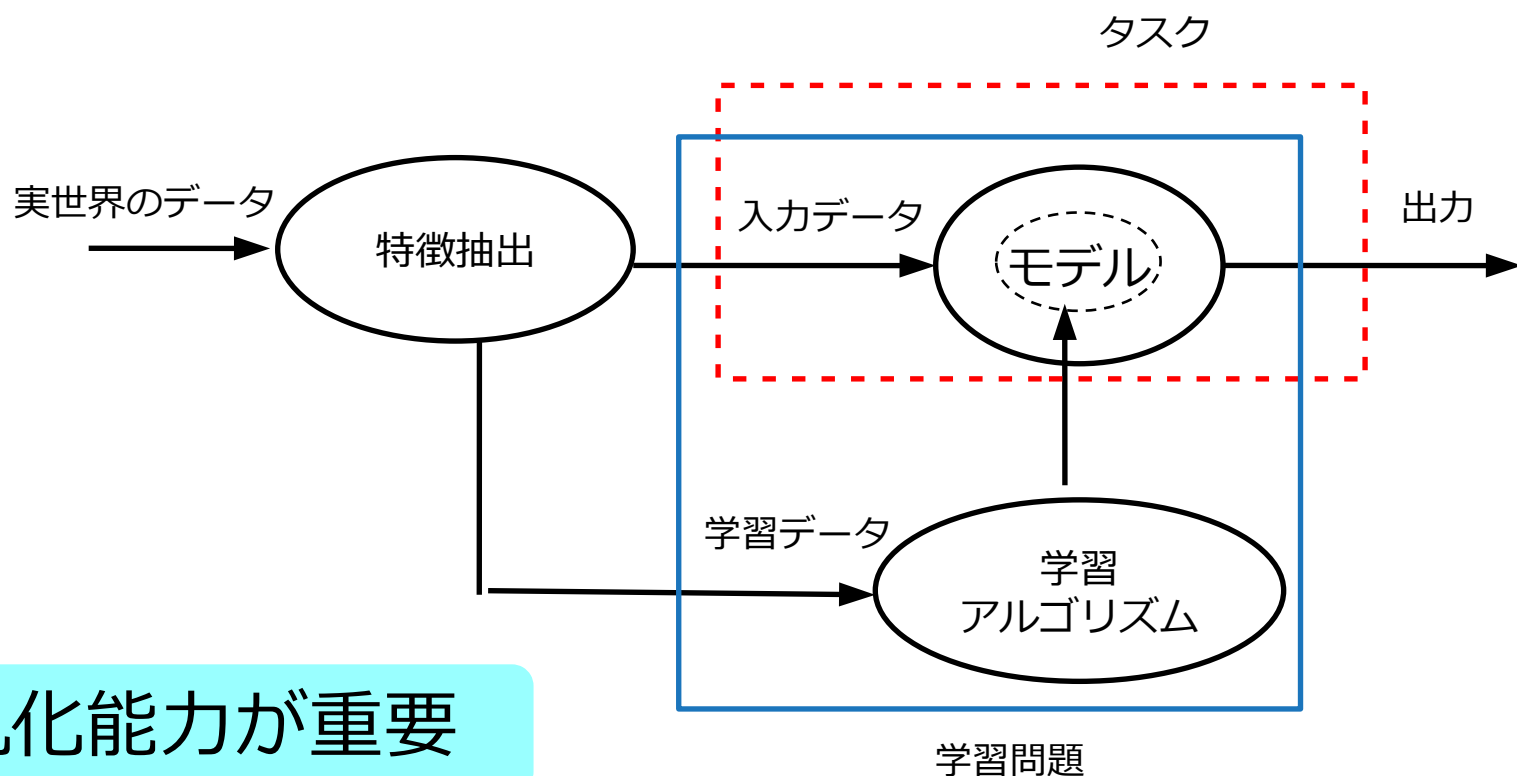 タスク
実世界のデータ
特徴抽出
入力データ
モデル
出力
学習データ
学習
アルゴリズム
化能力が重要
学習問題